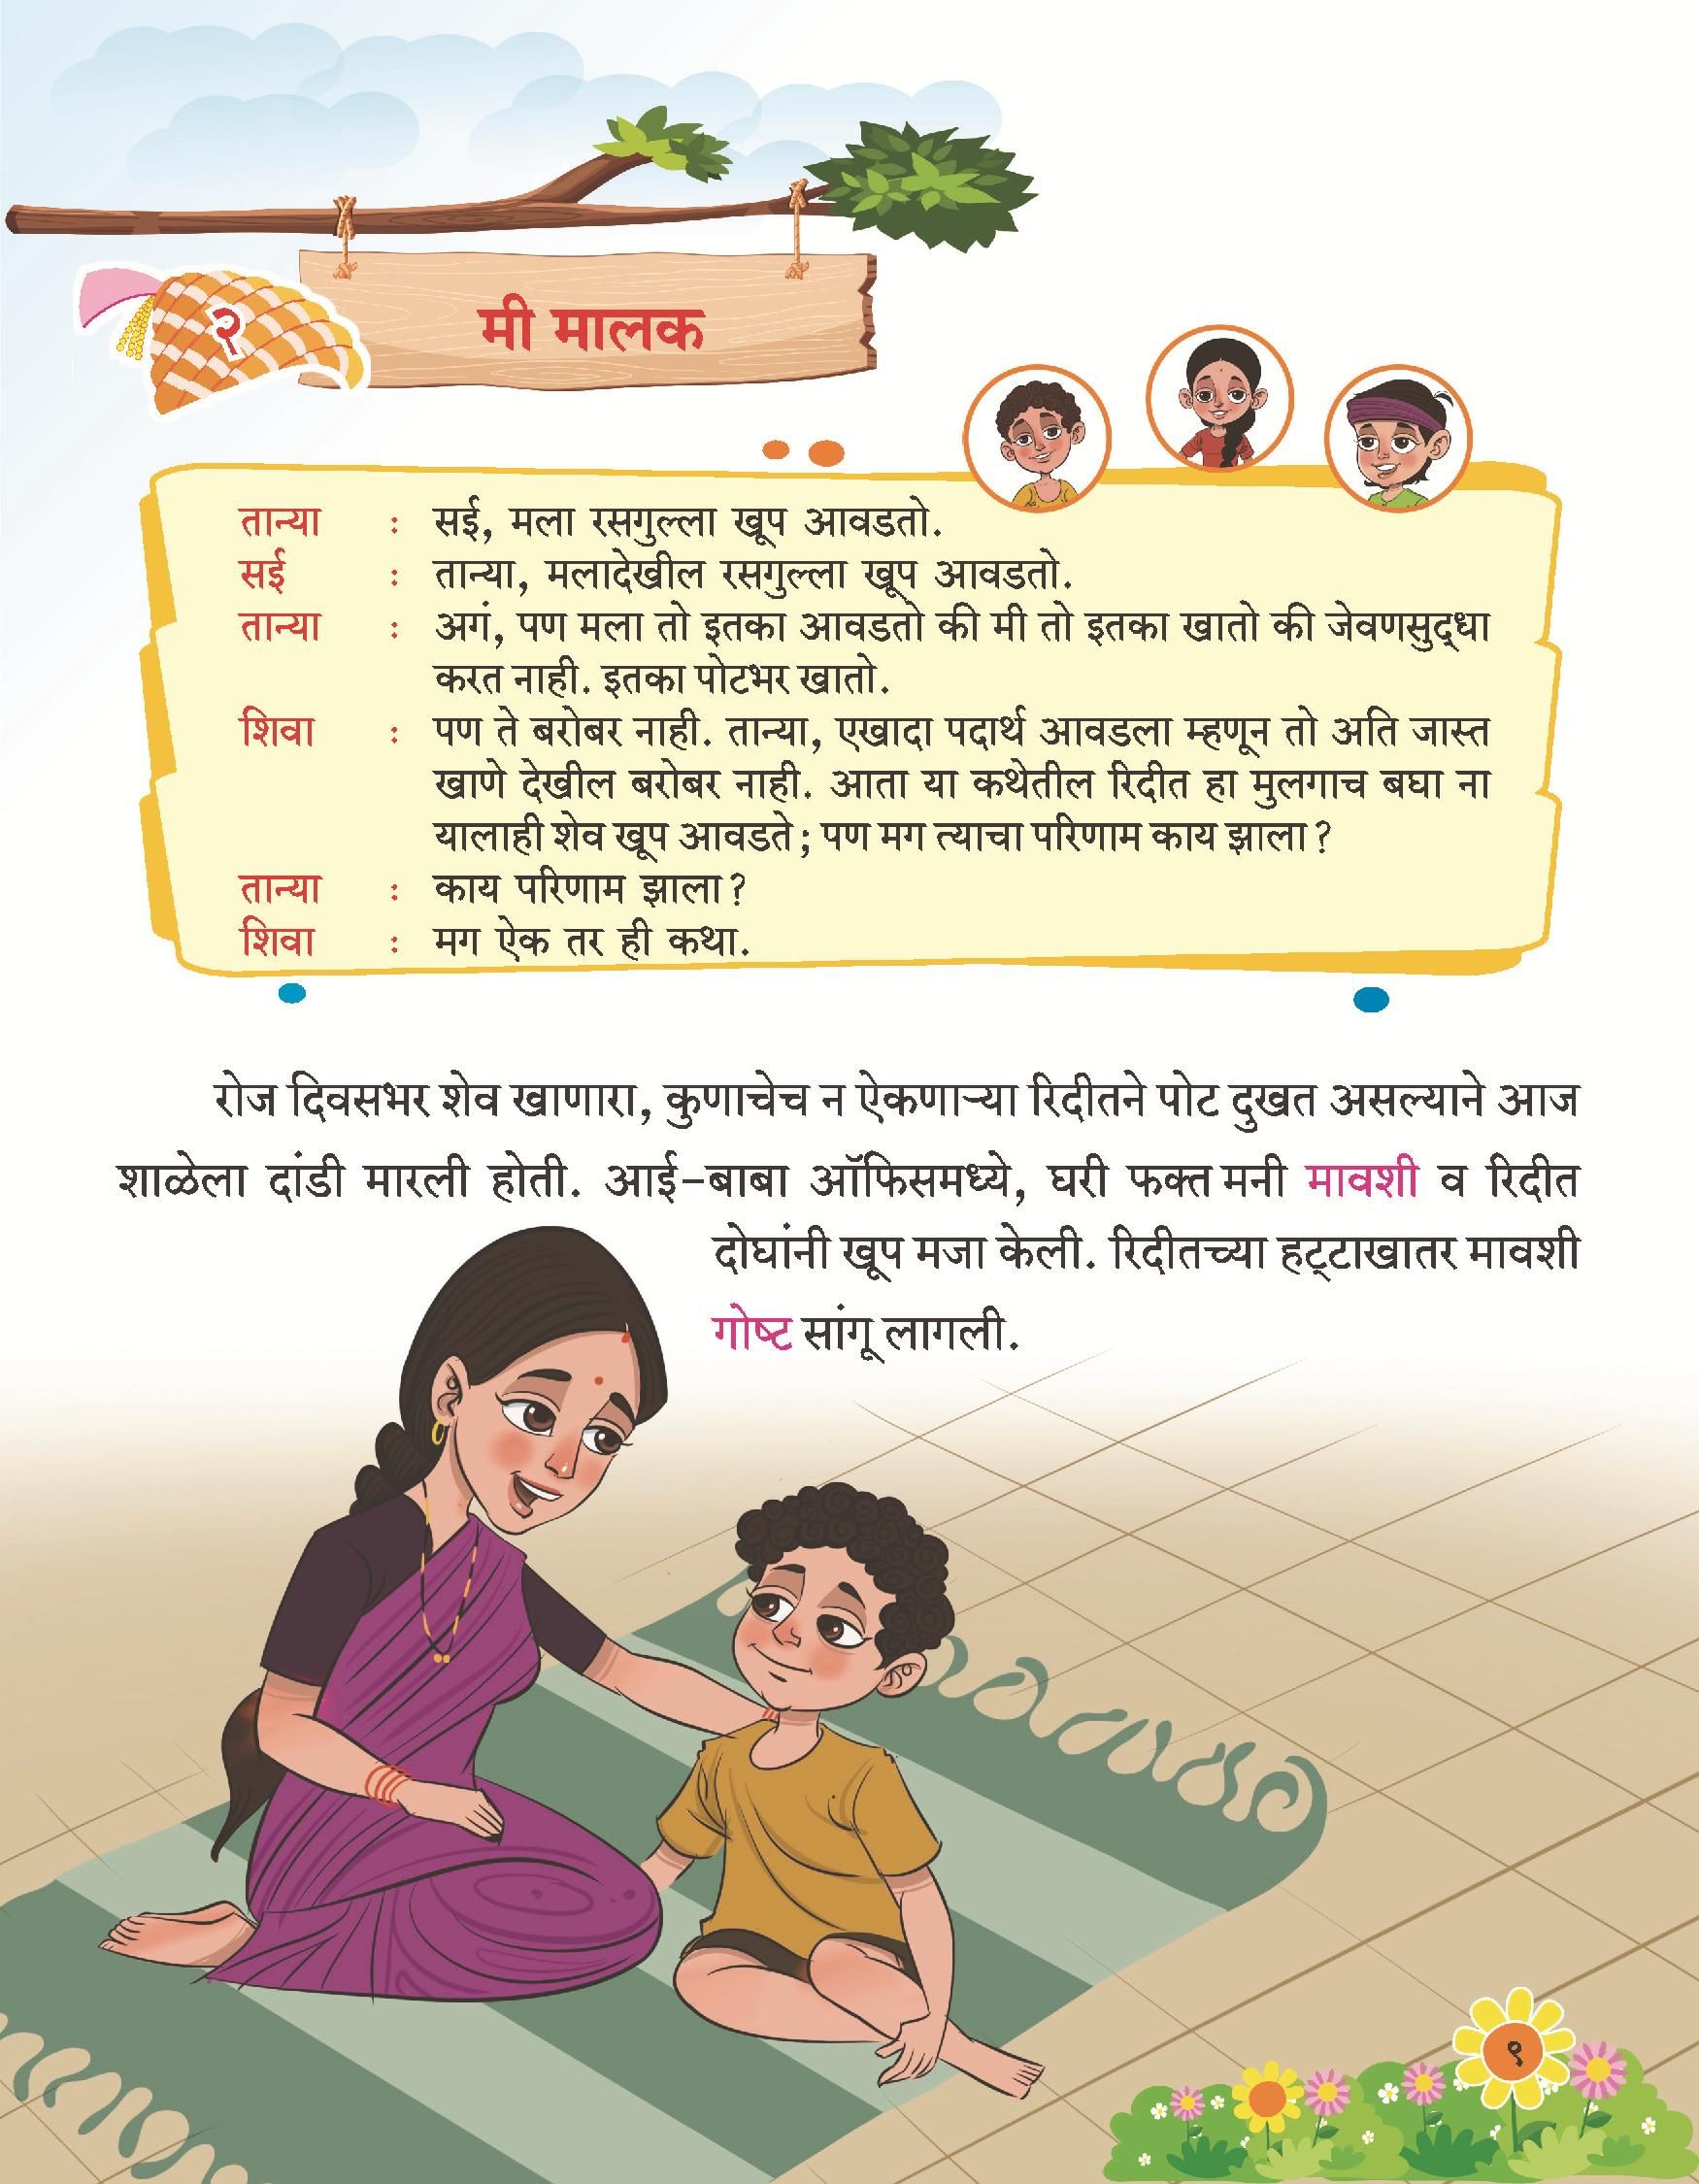 २
मी मालक
तान्या : सई, मला रसगुल्ला खूप आवडतो.
सई : तान्या, मलादेखील रसगुल्ला खूप आवडतो.
तान्या : अगं, पण मला तो इतका आवडतो की मी तो इतका खातो की जेवणसुद्धा
करत नाही. इतका पोटभर खातो.
शिवा : पण ते बरोबर नाही. तान्या, एखादा पदार्थ आवडला म्हणून तो अति जास्त
खाणे देखील बरोबर नाही. आता या कथेतील रिदीत हा मुलगाच बघा ना
यालाही शेव खूप आवडते; पण मग त्याचा परिणाम काय झाला?
तान्या : काय परिणाम झाला?
शिवा : मग ऐक तर ही कथा.
रोज दिवसभर शेव खाणारा, कुणाचेच न ऐकणाऱ्या रिदीतने पोट दुखत असल्याने आज
शाळेला दांडी मारली होती. आई-बाबा ऑफिसमध्ये, घरी फक्त मनी मावशी व रिदीत
दोघांनी खूप मजा केली. रिदीतच्या हट्टाखातर मावशी
गोष्ट सांगू लागली.
९